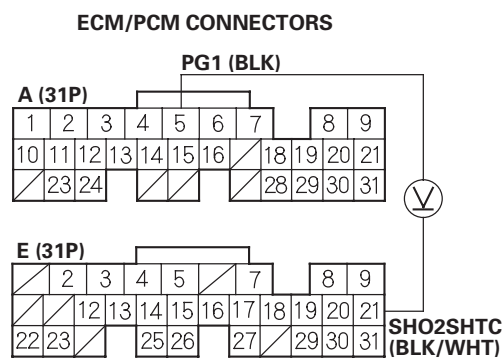 ECM/PCM CONNECTORS
PG1 (BLK)
A (31P)
1 2 3 4 5 6 7 8 9
10 11 12 13 14 15 16 18 19 20 21
23 24 28 29 30 31
V
E (31P)
2 3 4 5 7 8 9
12 13 14 15 16 17 18 19 20 21
22 23 25 26 27 29 30 31
SHO2SHTC
(BLK/WHT)